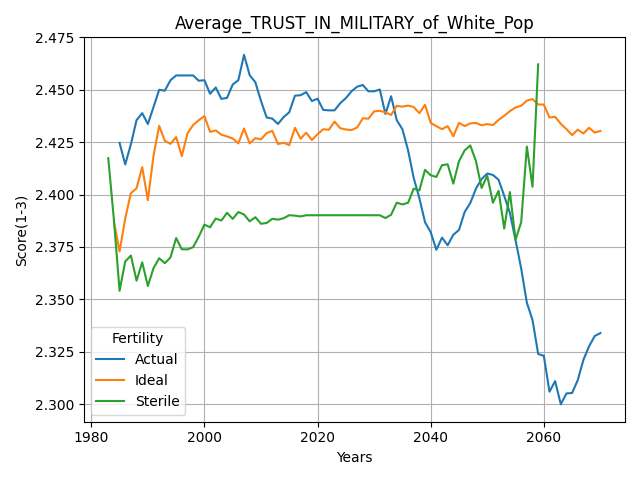 Average_TRUST_IN_MILITARY_of_White_Pop
2.475
2.450
2.425
2.400
2.375
2.350
2.325
2.300
Score(1-3)
Fertility
Actual
Ideal
Sterile
1980 2000 2020 2040 2060
Years